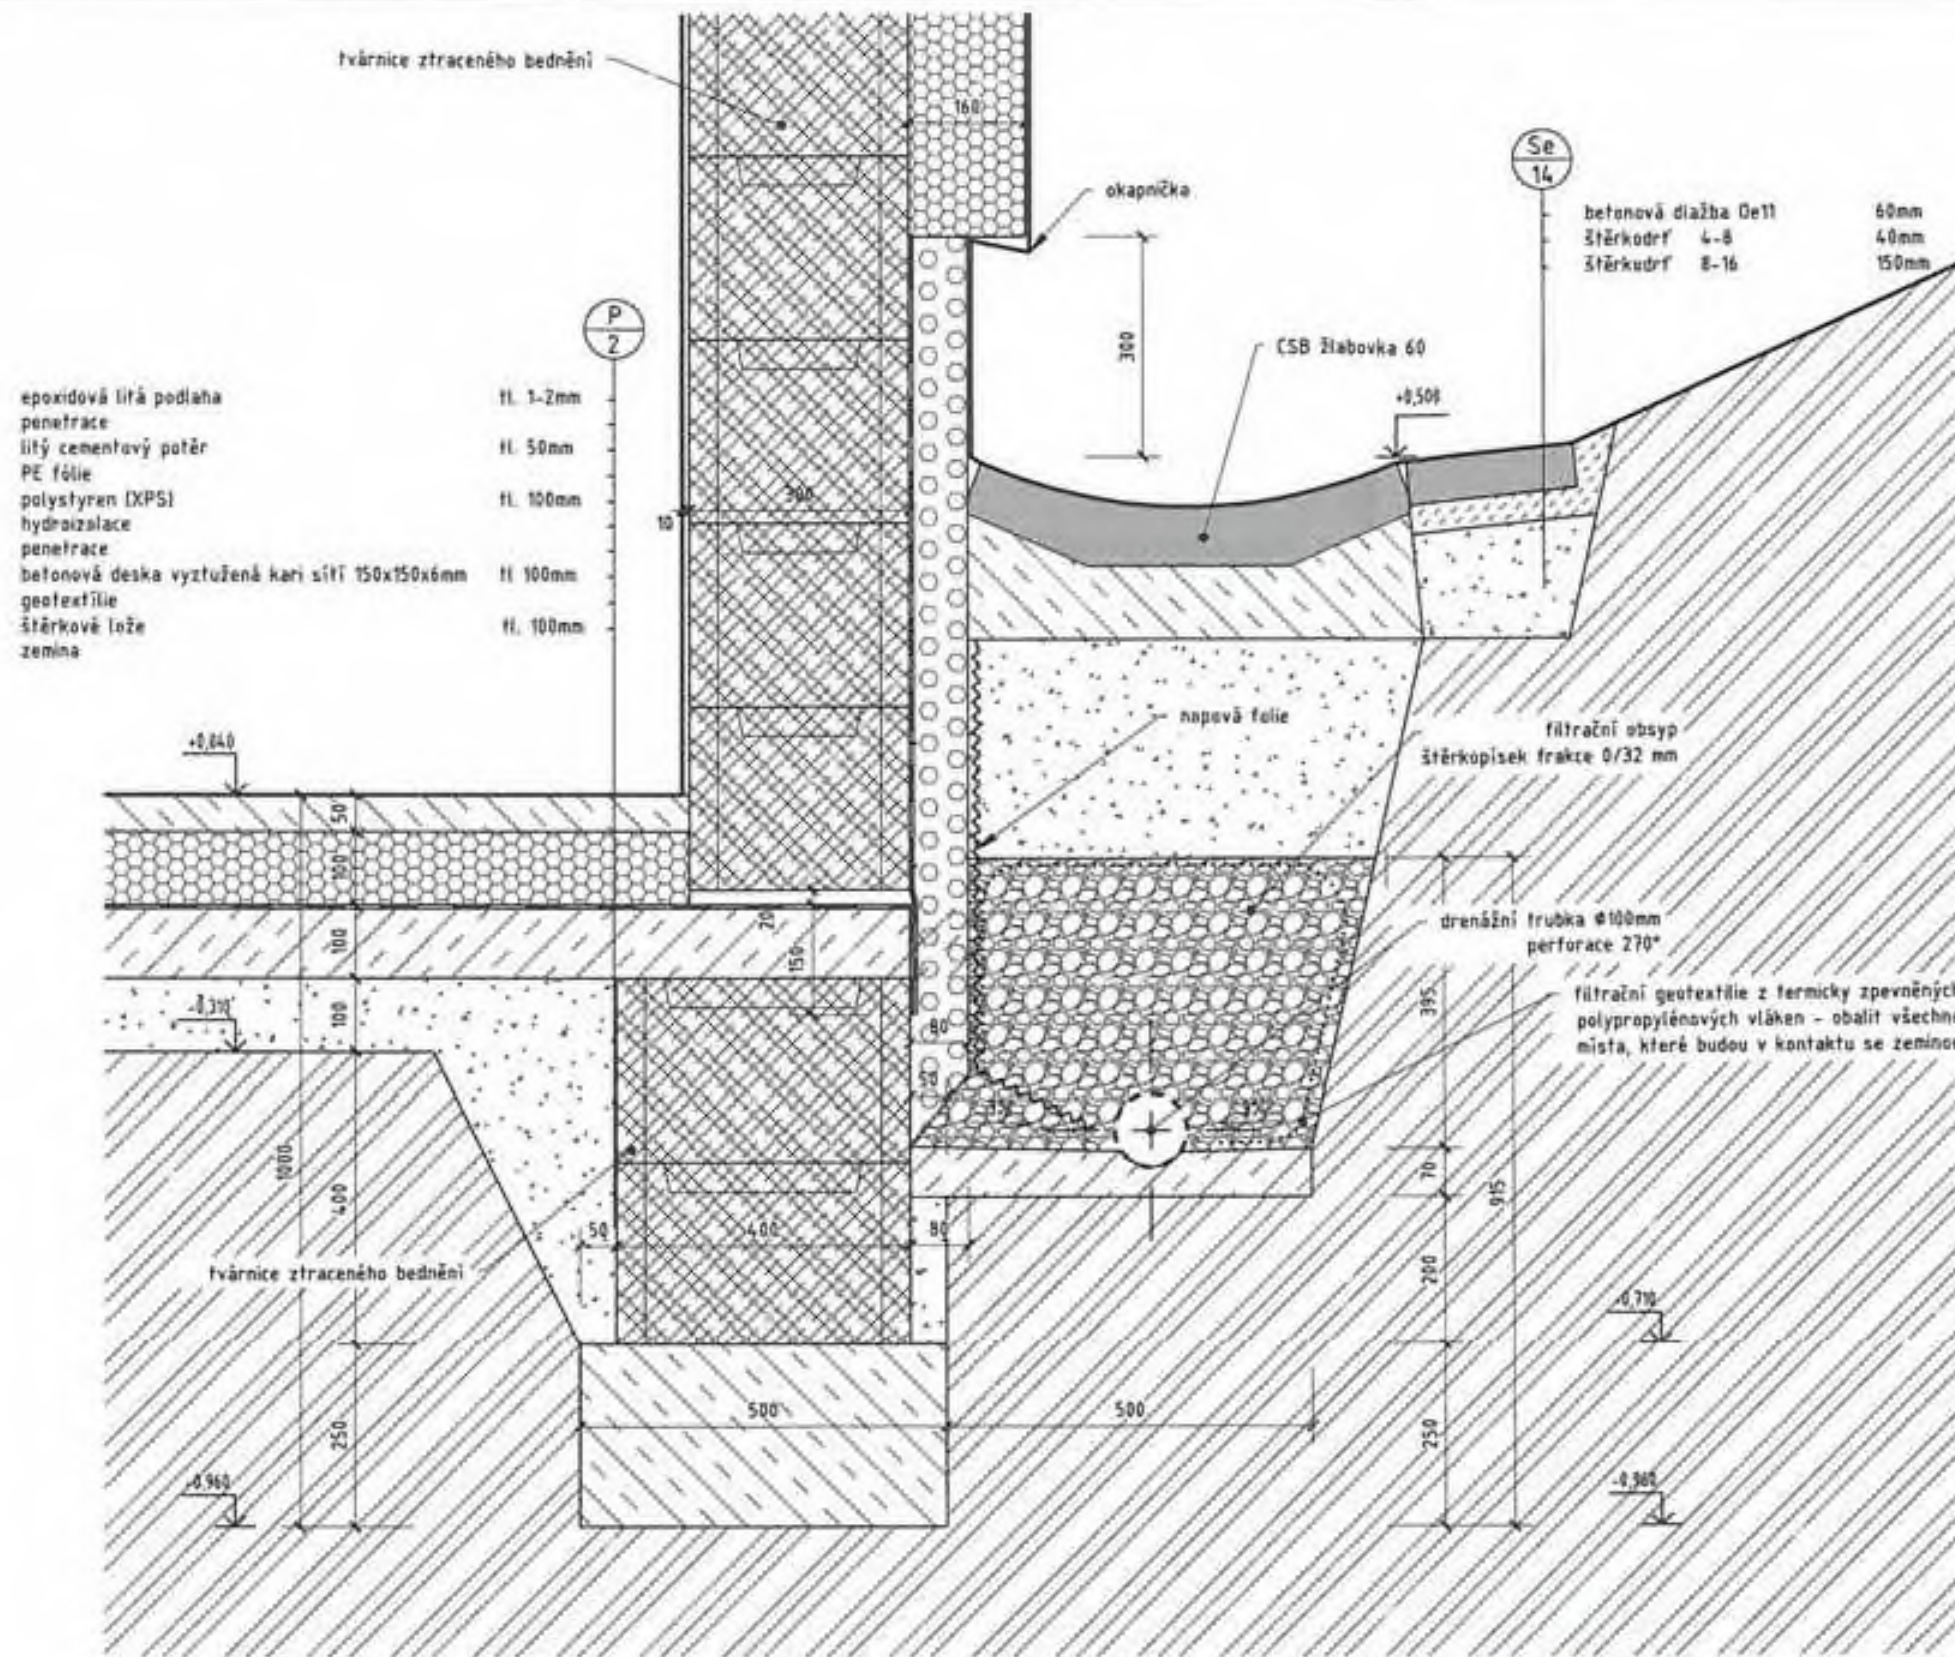 tvárnice ztraceného bednění
160
okapnička
Se
14
betonová dlažba De11 60mm
štěrkodrť 4-8 40mm
štěrkudrť 8-16 150mm
300
CSB žlabovka 60
+0,500
P
2
epoxidová litá podlaha tl. 1-2mm
penetrace
litý cementový potěr tl. 50mm
PE fólie
polystyren (XPS) tl. 100mm
hydroizolace
penetrace
betonová deska vyztužená kari sítí 150x150x6mm tl 100mm
geotextílie
štěrkové lože tl. 100mm
zemina
300
10
nopová folie
filtrační obsyp
štěrkopísek frakce 0/32 mm
+0,040
50
100
100
100
20
150
-0,310
drenážní trubka Φ100mm
perforace 270°
filtrační geotextilie z termicky zpevněných
polypropylénových vláken - obalit všechn
místa, které budou v kontaktu se zemino
395
80
50
1000
400
70
915
50
400
80
tvárnice ztraceného bednění
200
-0,710
500
500
250
250
-0,960
-0,960